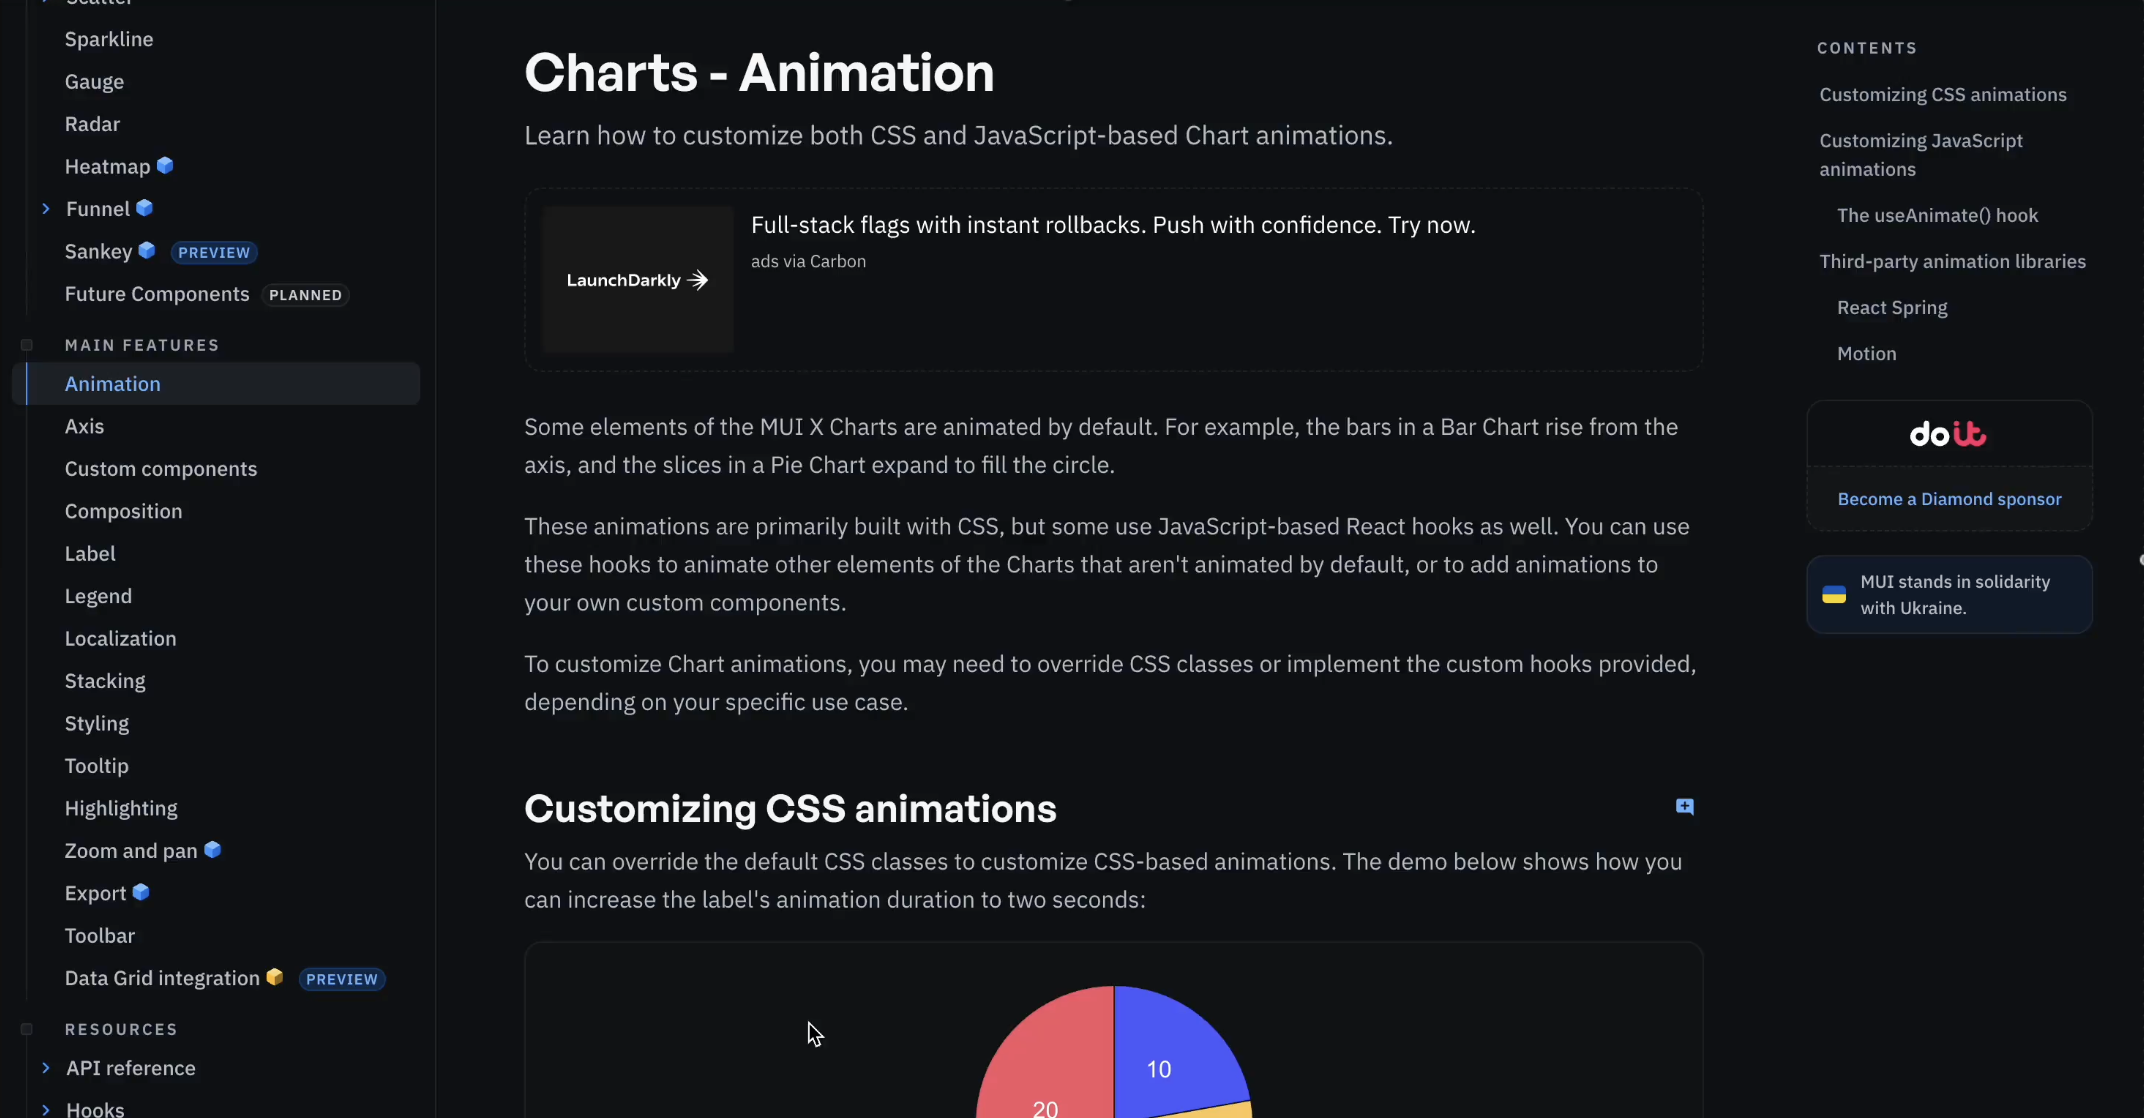 Scatter
Sparkline
Gauge
Radar
Heatmap
Funnel
Sankey PREVIEW
Future Components PLANNED
MAIN FEATURES
Animation
Axis
Custom components
Composition
Label
Legend
Localization
Stacking
Styling
Tooltip
Highlighting
Zoom and pan
Export
Toolbar
Data Grid integration PREVIEW
RESOURCES
API reference
Hooks
Charts - Animation
Learn how to customize both CSS and JavaScript-based Chart animations.
LaunchDarkly
Full-stack flags with instant rollbacks. Push with confidence. Try now.
ads via Carbon
Some elements of the MUI X Charts are animated by default. For example, the bars in a Bar Chart rise from the
axis, and the slices in a Pie Chart expand to fill the circle.
These animations are primarily built with CSS, but some use JavaScript-based React hooks as well. You can use
these hooks to animate other elements of the Charts that aren't animated by default, or to add animations to
your own custom components.
To customize Chart animations, you may need to override CSS classes or implement the custom hooks provided,
depending on your specific use case.
Customizing CSS animations
You can override the default CSS classes to customize CSS-based animations. The demo below shows how you
can increase the label's animation duration to two seconds:
10
20
CONTENTS
Customizing CSS animations
Customizing JavaScript
animations
The useAnimate() hook
Third-party animation libraries
React Spring
Motion
doit
Become a Diamond sponsor
MUI stands in solidarity
with Ukraine.